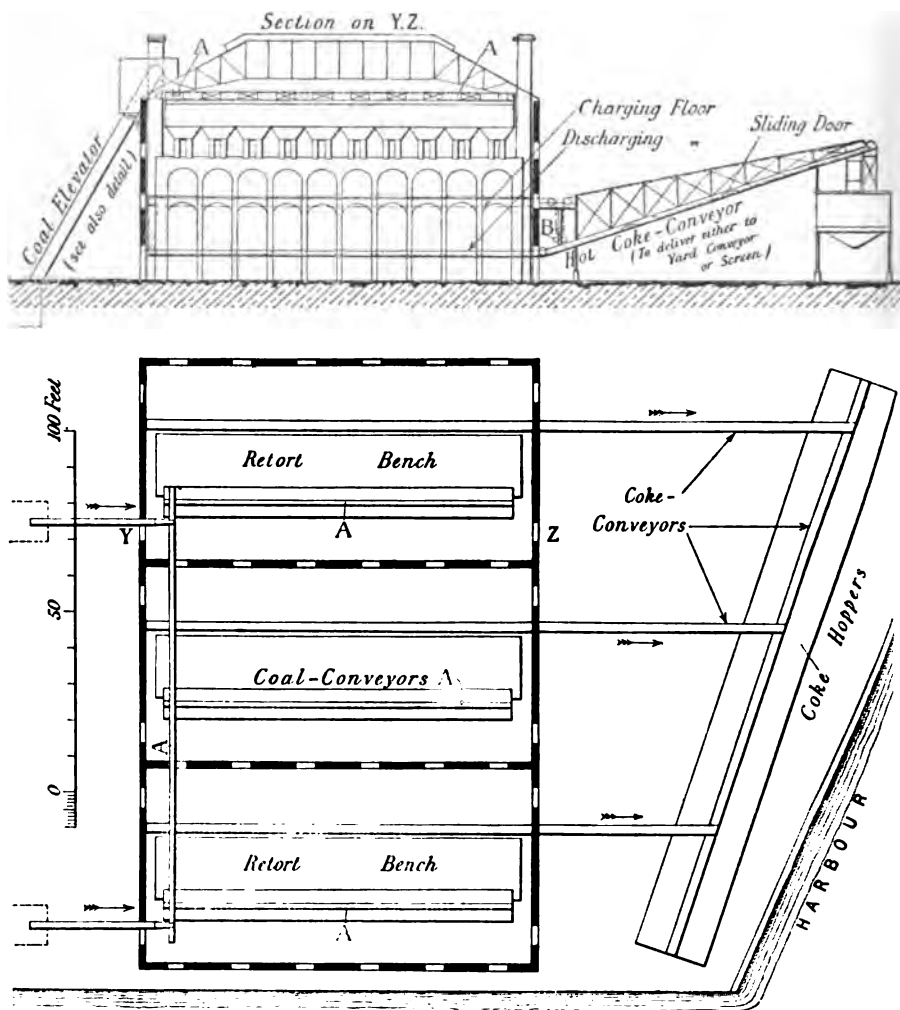 Section on Y.Z.
A
A
Coal Elevator
(see also detail)
Charging Floor
Discharging "
Sliding Door
B
Hot Coke-Conveyor
(To deliver either to
Yard Conveyor
or Screen)
100 Feet
50
0
Retort Bench
A
Y
Z
Coke-
Conveyors
Coal-Conveyors A
A
Coke Hoppers
Retort Bench
A
HARBOUR